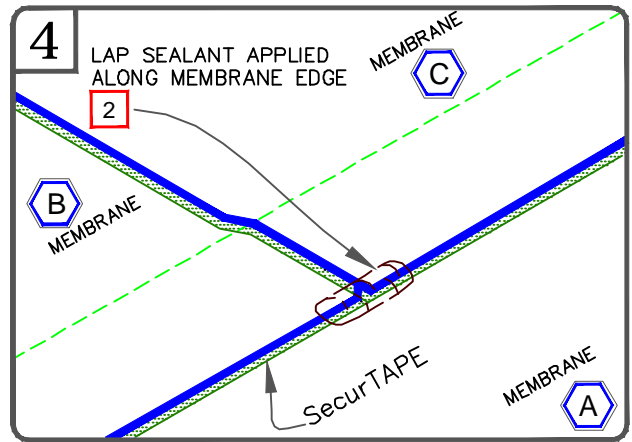 4
LAP SEALANT APPLIED
ALONG MEMBRANE EDGE
2
MEMBRANE
C
B
MEMBRANE
SecurTAPE
MEMBRANE
A